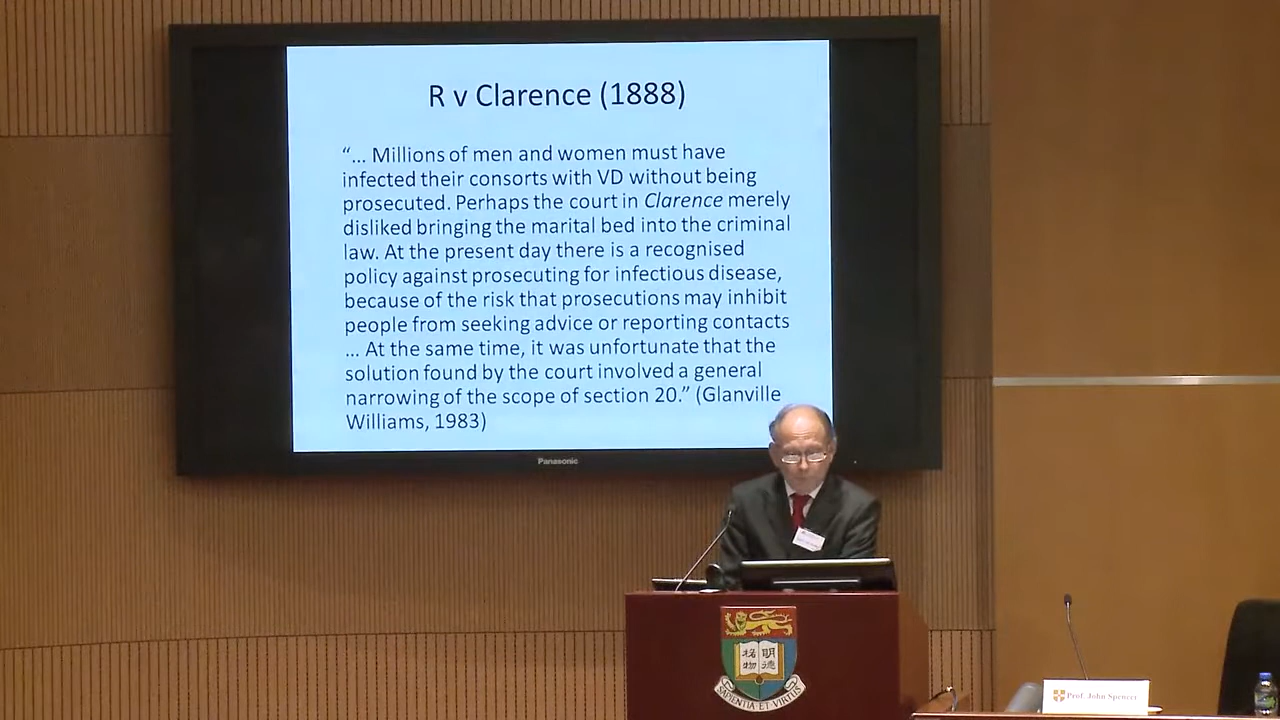 R v Clarence (1888)
“... Millions of men and women must have
infected their consorts with VD without being
prosecuted. Perhaps the court in Clarence merely
disliked bringing the marital bed into the criminal
law. At the present day there is a recognised
policy against prosecuting for infectious disease,
because of the risk that prosecutions may inhibit
people from seeking advice or reporting contacts
... At the same time, it was unfortunate that the
solution found by the court involved a general
narrowing of the scope of section 20.” (Glanville
Williams, 1983)
Panasonic
格物
明德
SAPIENTIA·ET·VIRTUS
Prof. John Spencer